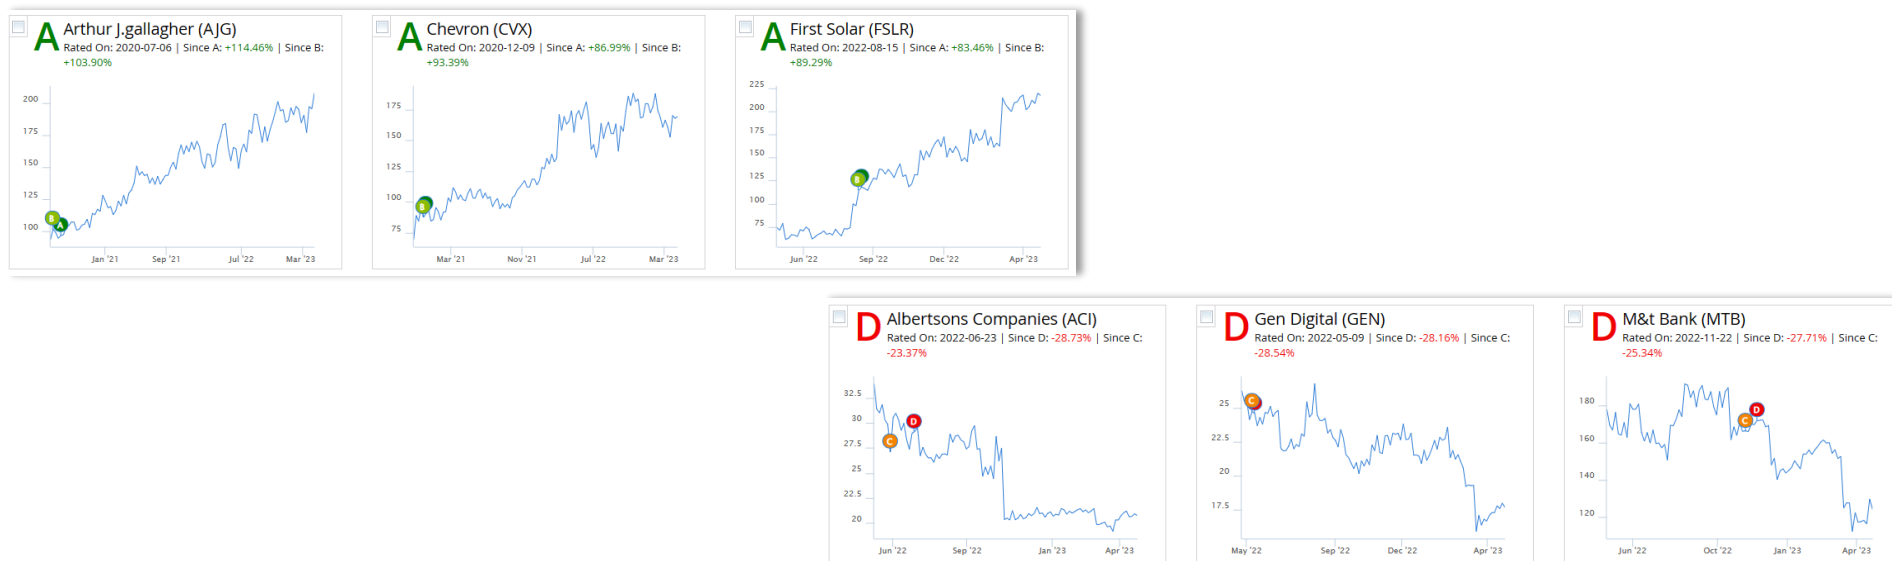 A
Arthur J.gallagher (AJG)
Rated On: 2020-07-06 | Since A: +114.46% | Since B:
+103.90%
200
175
150
125
100
B
A
Jan '21 Sep '21 Jul '22 Mar '23
A
Chevron (CVX)
Rated On: 2020-12-09 | Since A: +86.99% | Since B:
+93.39%
175
150
125
100
75
B
Mar '21 Nov '21 Jul '22 Mar '23
A
First Solar (FSLR)
Rated On: 2022-08-15 | Since A: +83.46% | Since B:
+89.29%
225
200
175
150
125
100
75
B
Jun '22 Sep '22 Dec '22 Apr '23
D
Albertsons Companies (ACI)
Rated On: 2022-06-23 | Since D: -28.73% | Since C:
-23.37%
32.5
30
27.5
25
22.5
20
C
D
Jun '22 Sep '22 Jan '23 Apr '23
D
Gen Digital (GEN)
Rated On: 2022-05-09 | Since D: -28.16% | Since C:
-28.54%
25
22.5
20
17.5
C
May '22 Sep '22 Dec '22 Apr '23
D
M&t Bank (MTB)
Rated On: 2022-11-22 | Since D: -27.71% | Since C:
-25.34%
180
160
140
120
C
D
Jun '22 Oct '22 Jan '23 Apr '23